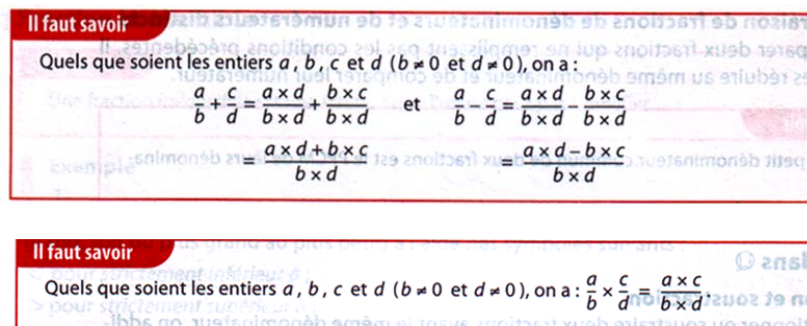 Il faut savoir
Quels que soient les entiers a , b , c et d (b ≠ 0 et d ≠ 0), on a :
a/b + c/d = (a × d)/(b × d) + (b × c)/(b × d) et a/b - c/d = (a × d)/(b × d) - (b × c)/(b × d)
= (a × d + b × c)/(b × d) = (a × d – b × c)/(b × d)
Il faut savoir
Quels que soient les entiers a , b , c et d (b ≠ 0 et d ≠ 0), on a : a/b × c/d = (a × c)/(b × d)